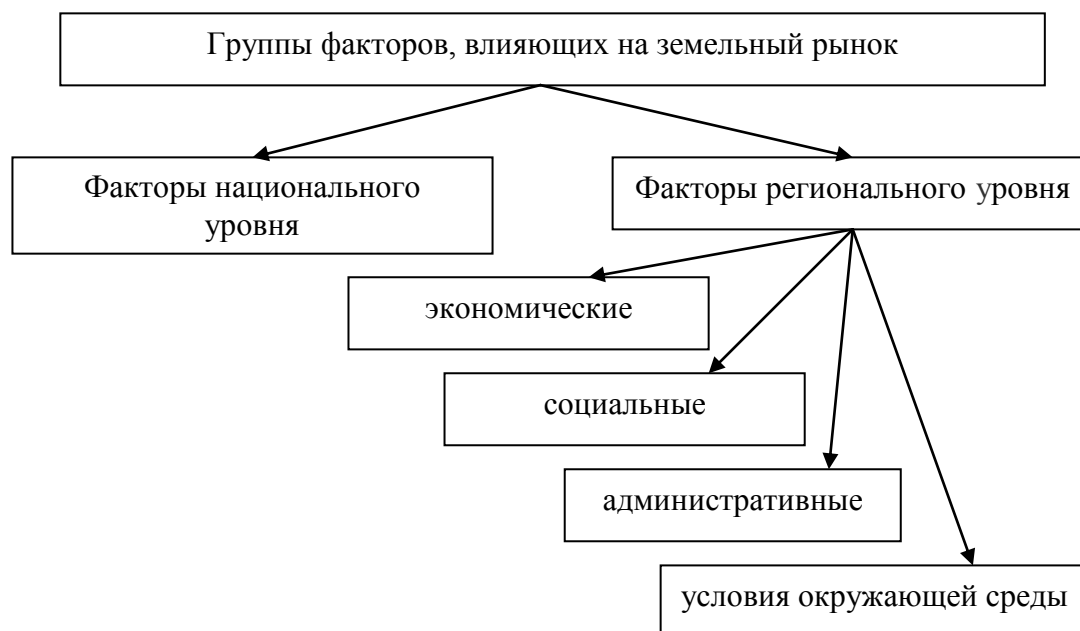 Группы факторов, влияющих на земельный рынок
Факторы национального
уровня
Факторы регионального уровня
экономические
социальные
административные
условия окружающей среды